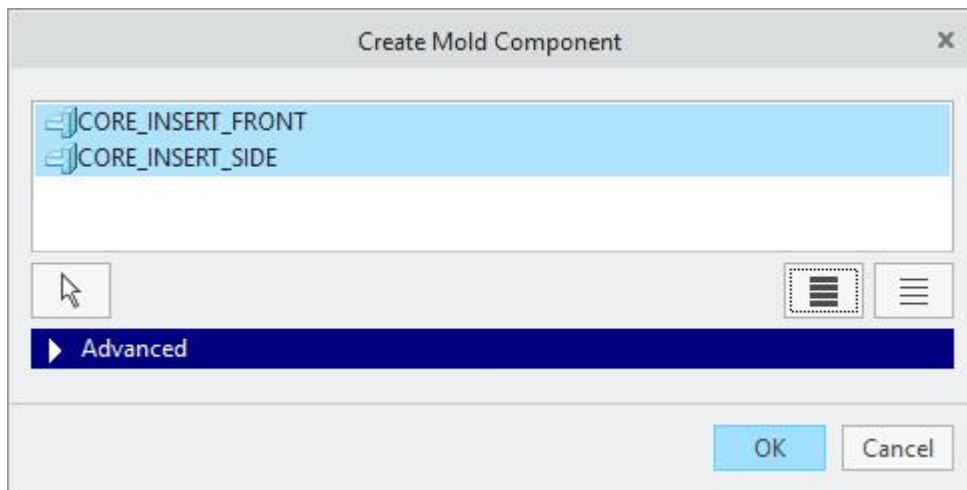 Create Mold Component
CORE_INSERT_FRONT
CORE_INSERT_SIDE
Advanced
OK Cancel